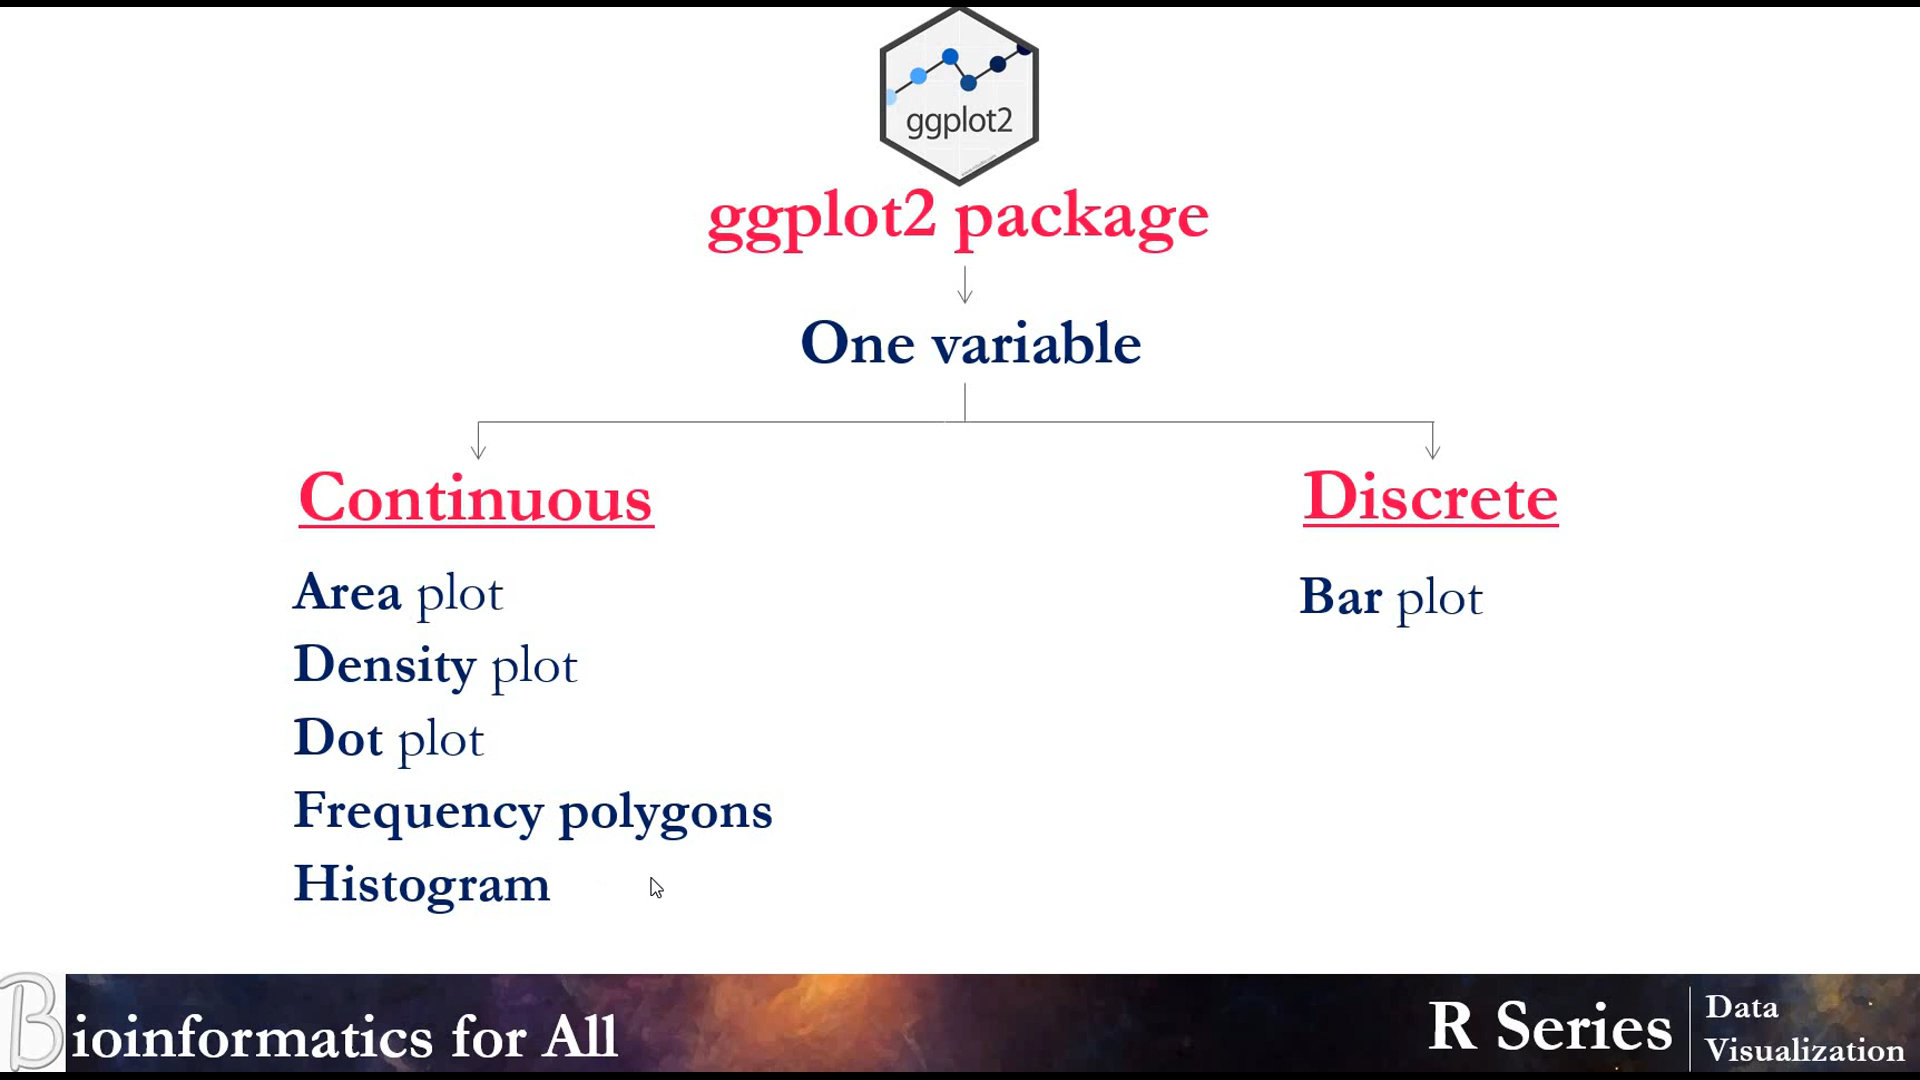 ggplot2
ggplot2 package
One variable
Continuous
Discrete
Area plot
Density plot
Dot plot
Frequency polygons
Histogram
Bar plot
Bioinformatics for All
R Series
Data
Visualization